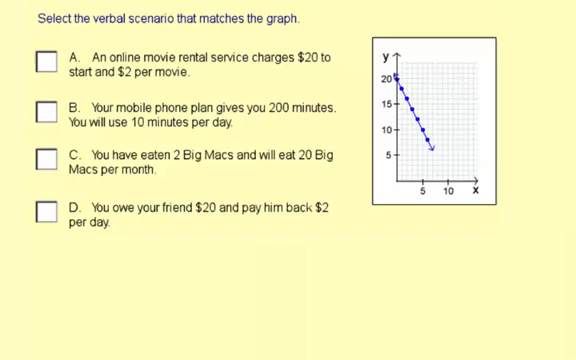 Select the verbal scenario that matches the graph.
A. An online movie rental service charges $20 to
start and $2 per movie.
B. Your mobile phone plan gives you 200 minutes.
You will use 10 minutes per day.
C. You have eaten 2 Big Macs and will eat 20 Big
Macs per month.
D. You owe your friend $20 and pay him back $2
per day.
y
20
15
10
5
5 10 x